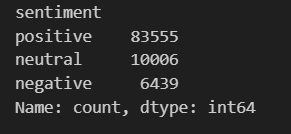 sentiment
positive    83555
neutral     10006
negative     6439
Name: count, dtype: int64